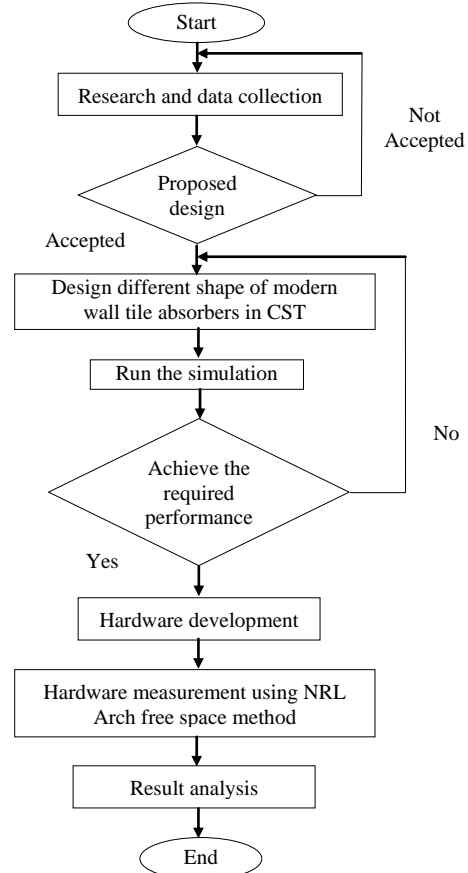 Start
Research and data collection
Not
Accepted
Proposed
design
Accepted
Design different shape of modern
wall tile absorbers in CST
Run the simulation
No
Achieve the
required
performance
Yes
Hardware development
Hardware measurement using NRL
Arch free space method
Result analysis
End